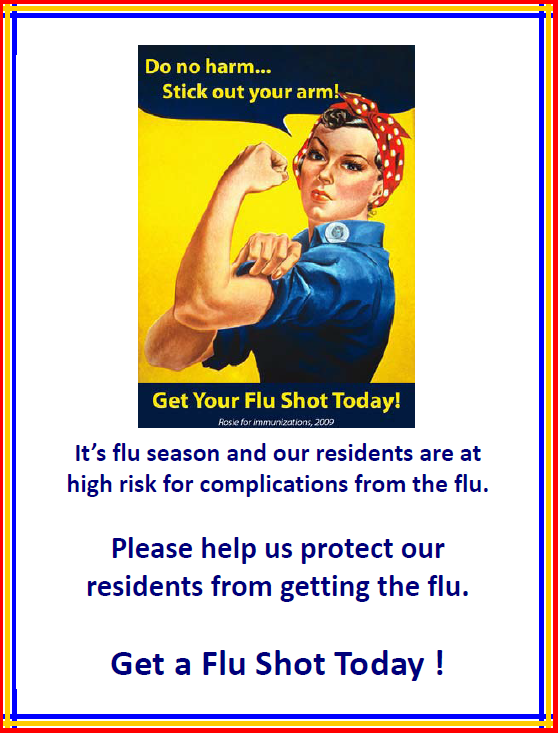 Do no harm...
Stick out your arm!
Get Your Flu Shot Today!
Rosie for immunizations, 2009
It's flu season and our residents are at
high risk for complications from the flu.
Please help us protect our
residents from getting the flu.
Get a Flu Shot Today !